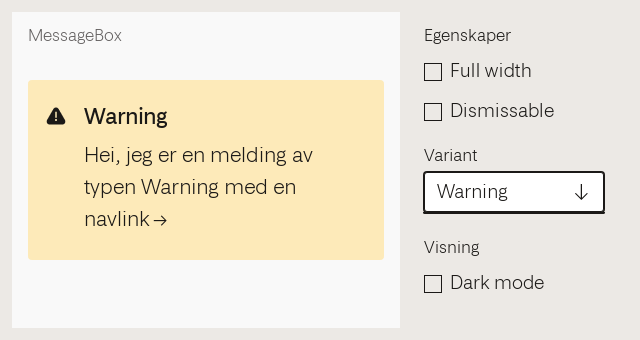 MessageBox
Warning
Hei, jeg er en melding av
typen Warning med en
navlink→
Egenskaper
Full width
Dismissable
Variant
Warning
Visning
Dark mode